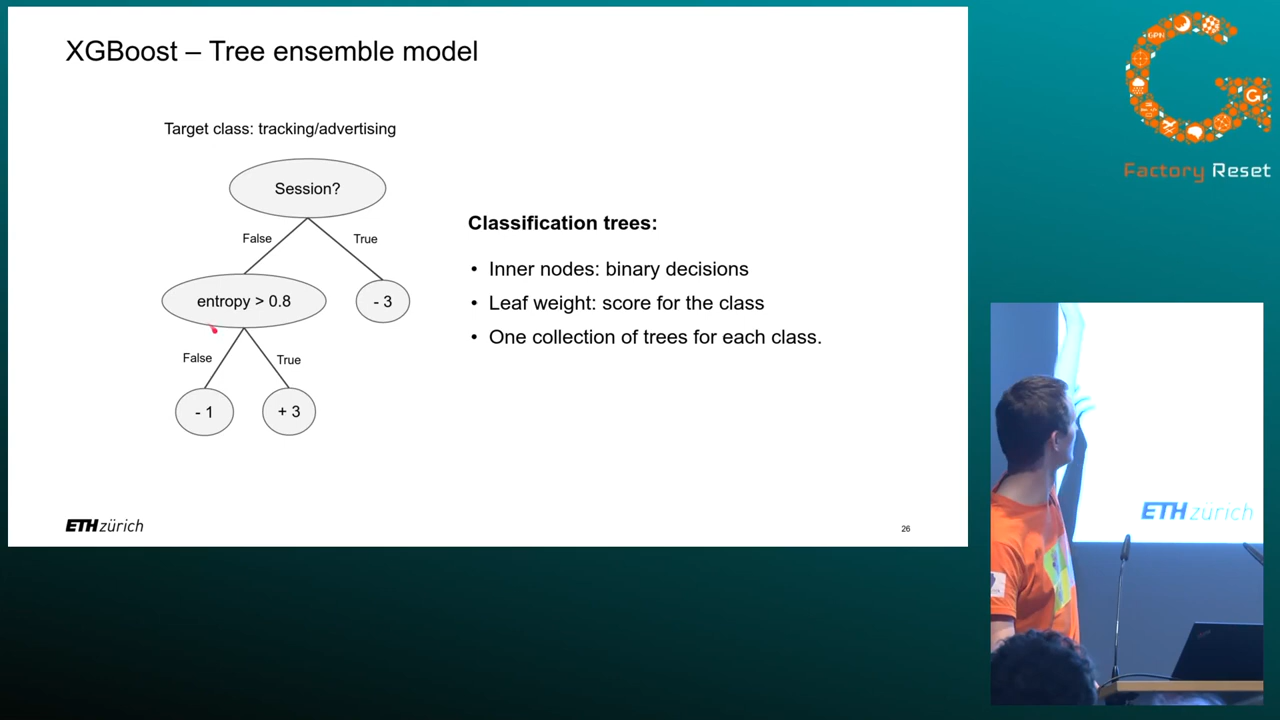 XGBoost – Tree ensemble model
Target class: tracking/advertising
Session?
False
True
entropy > 0.8
- 3
False
True
- 1
+ 3
Classification trees:
• Inner nodes: binary decisions
• Leaf weight: score for the class
• One collection of trees for each class.
ETH zürich
26
GPN
G
Factory Reset
ETH zürich